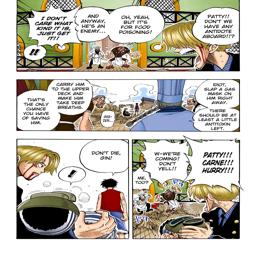 PATTY!!
DON'T WE
HAVE ANY
ANTIDOTE
ABOARD!!?
OH, YEAH,
BUT IT'S
FOR FOOD
POISONING!
AND
ANYWAY,
HE'S AN
ENEMY...
I DON'T
CARE WHAT
KIND IT IS,
JUST GET
IT!!
!!
RIOT,
SLAP A GAS
MASK ON HIM
RIGHT
AWAY.
THERE
SHOULD BE
AT LEAST A
LITTLE
ANTITOXIN
LEFT.
CARRY HIM
TO THE UPPER
DECK AND
MAKE HIM
TAKE DEEP
BREATHS.
THAT'S
THE ONLY
CHANCE
YOU HAVE
OF SAVING
HIM.
PATTY!!!
CARNE!!!
HURRY!!!
W-WE'RE
COMING!
DON'T
YELL!!
ME,
TOO?
DON'T DIE,
GIN!